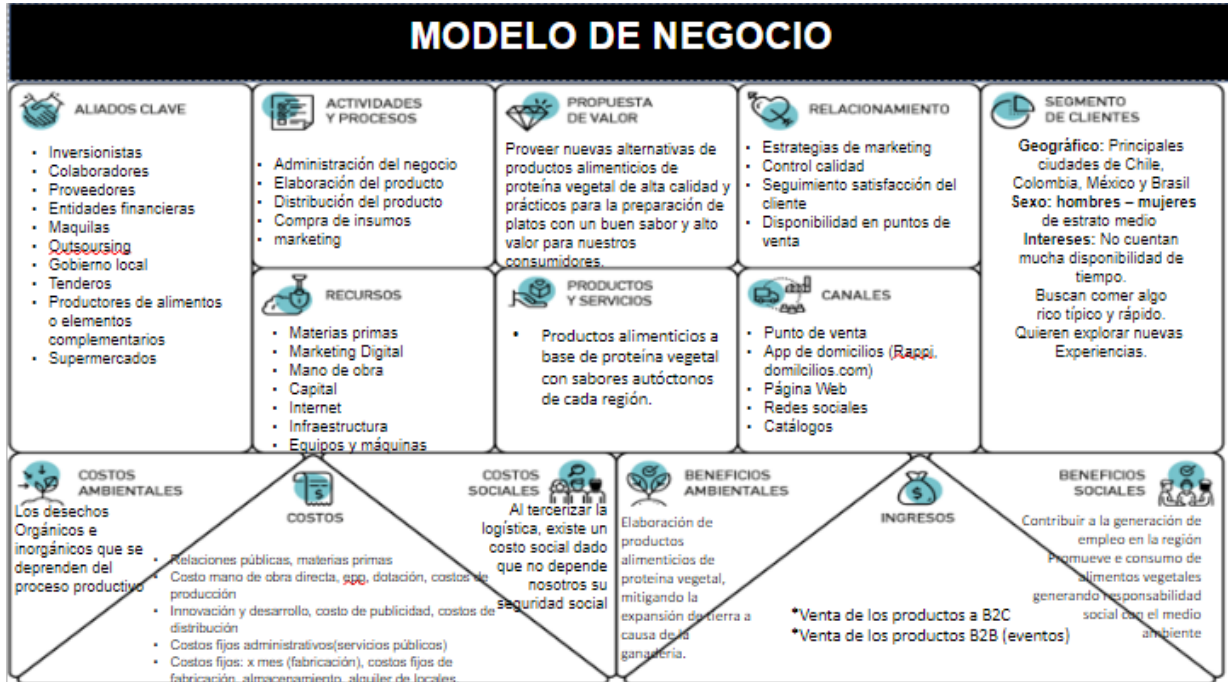 MODELO DE NEGOCIO
ALIADOS CLAVE
• Inversionistas
• Colaboradores
• Proveedores
• Entidades financieras
• Maquilas
• Outsoursing
• Gobierno local
• Tenderos
• Productores de alimentos
o elementos
complementarios
• Supermercados
ACTIVIDADES
Y PROCESOS
• Administración del negocio
• Elaboración del producto
• Distribución del producto
• Compra de insumos
• marketing
RECURSOS
• Materias primas
• Marketing Digital
• Mano de obra
• Capital
• Internet
• Infraestructura
• Equipos y máquinas
PROPUESTA
DE VALOR
Proveer nuevas alternativas de
productos alimenticios de
proteína vegetal de alta calidad y
prácticos para la preparación de
platos con un buen sabor y alto
valor para nuestros
consumidores.
PRODUCTOS
Y SERVICIOS
• Productos alimenticios a
base de proteína vegetal
con sabores autóctonos
de cada región.
RELACIONAMIENTO
• Estrategias de marketing
• Control calidad
• Seguimiento satisfacción del
cliente
• Disponibilidad en puntos de
venta
CANALES
• Punto de venta
• App de domicilios (Rappi,
domilcilios.com)
• Página Web
• Redes sociales
• Catálogos
SEGMENTO
DE CLIENTES
Geográfico: Principales
ciudades de Chile,
Colombia, México y Brasil
Sexo: hombres – mujeres
de estrato medio
Intereses: No cuentan
mucha disponibilidad de
tiempo.
Buscan comer algo
rico típico y rápido.
Quieren explorar nuevas
Experiencias.
COSTOS
AMBIENTALES
Los desechos
Orgánicos e
inorgánicos que se
deprenden del
proceso productivo
COSTOS
• Relaciones públicas, materias primas
• Costo mano de obra directa, epp, dotación, costos de
producción
• Innovación y desarrollo, costo de publicidad, costos de
distribución
• Costos fijos administrativos(servicios públicos)
• Costos fijos: x mes (fabricación), costos fijos de
fabricación, almacenamiento, alquiler de locales
COSTOS
SOCIALES
Al tercerizar la
logística, existe un
costo social dado
que no depende
nosotros su
seguridad social
BENEFICIOS
AMBIENTALES
Elaboración de
productos
alimenticios de
proteina vegetal,
mitigando la
expansión de tierra a
causa de la
ganadería.
INGRESOS
*Venta de los productos a B2C
*Venta de los productos B2B (eventos)
BENEFICIOS
SOCIALES
Contribuir a la generación de
empleo en la región
Promueve e consumo de
alimentos vegetales
generando responsabilidad
social con el medio
ambiente